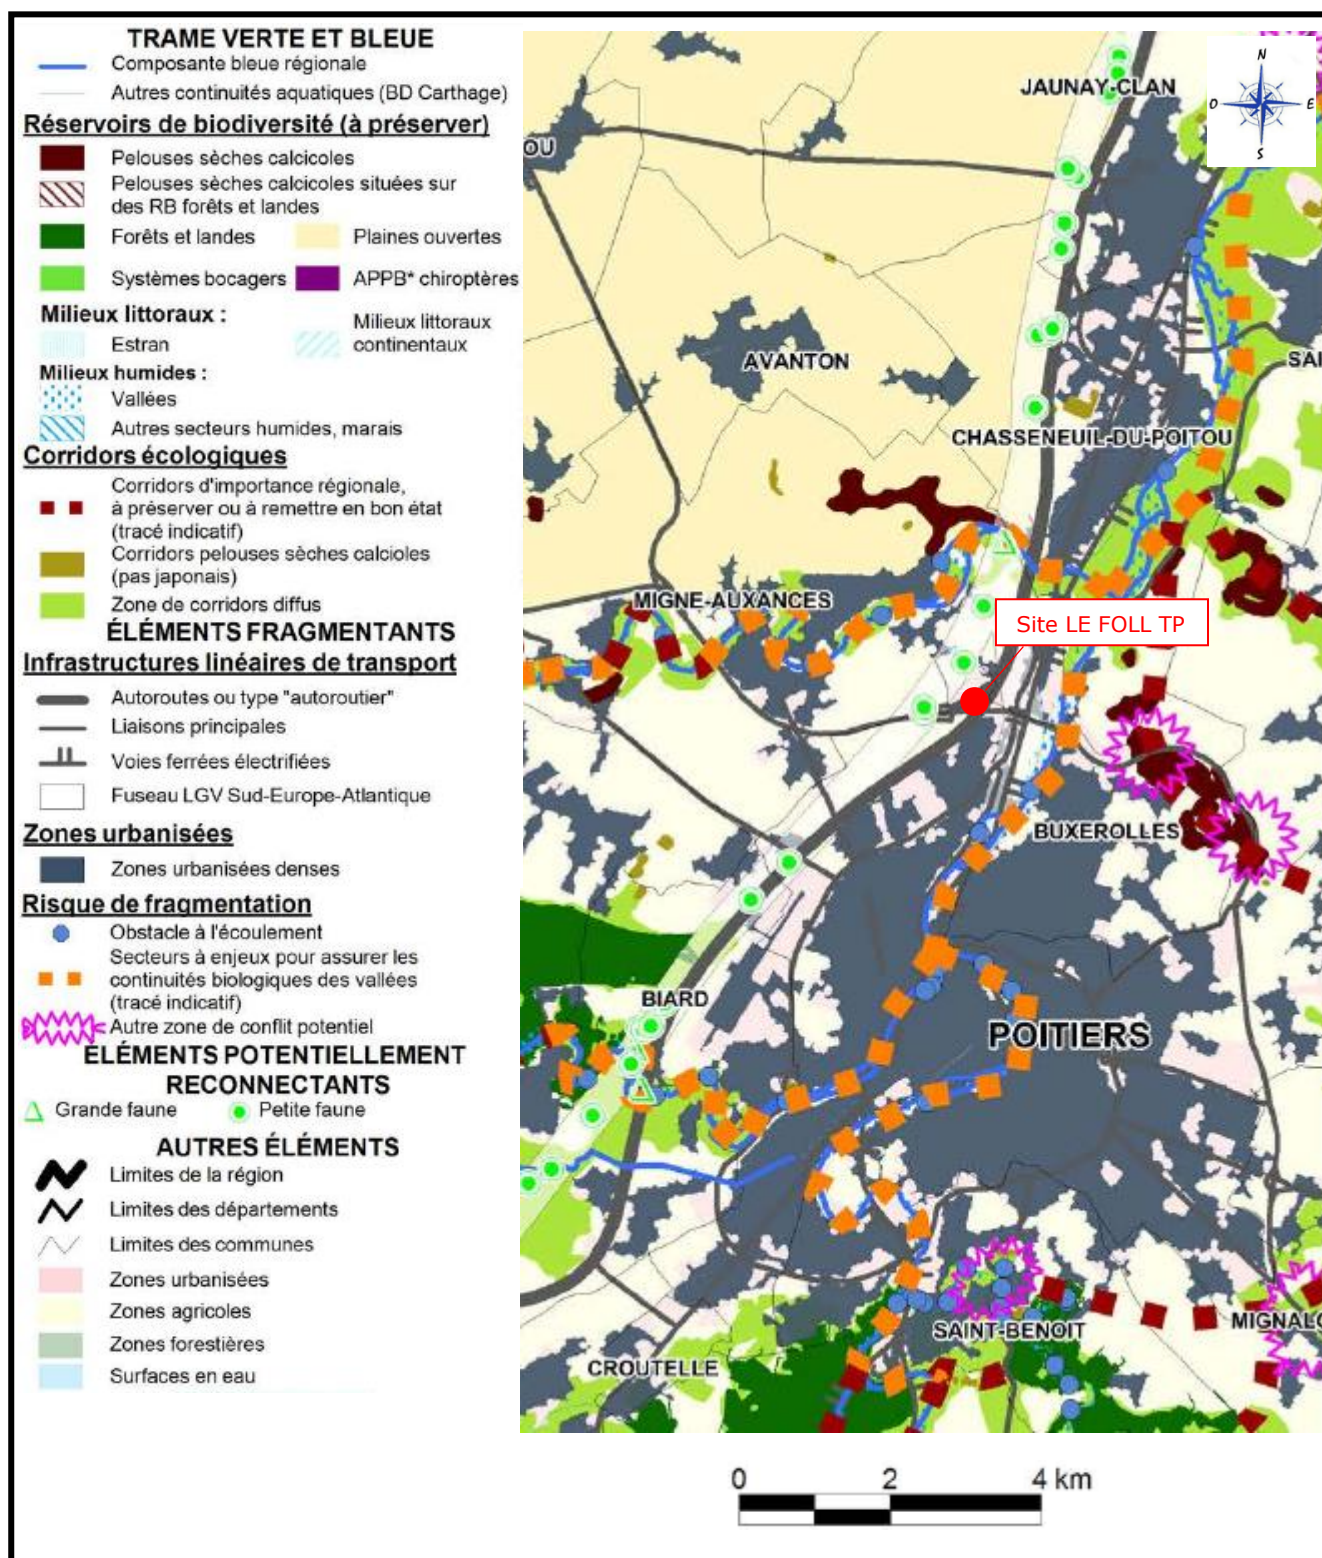 TRAME VERTE ET BLEUE
Composante bleue régionale
Autres continuités aquatiques (BD Carthage)
Réservoirs de biodiversité (à préserver)
Pelouses sèches calcicoles
Pelouses sèches calcicoles situées sur
des RB forêts et landes
Forêts et landes
Plaines ouvertes
Systèmes bocagers
APPB* chiroptères
Milieux littoraux :
Estran
Milieux littoraux
continentaux
Milieux humides :
Vallées
Autres secteurs humides, marais
Corridors écologiques
Corridors d'importance régionale,
à préserver ou à remettre en bon état
(tracé indicatif)
Corridors pelouses sèches calcioles
(pas japonais)
Zone de corridors diffus
ÉLÉMENTS FRAGMENTANTS
Infrastructures linéaires de transport
Autoroutes ou type "autoroutier"
Liaisons principales
Voies ferrées électrifiées
Fuseau LGV Sud-Europe-Atlantique
Zones urbanisées
Zones urbanisées denses
Risque de fragmentation
Obstacle à l'écoulement
Secteurs à enjeux pour assurer les
continuités biologiques des vallées
(tracé indicatif)
Autre zone de conflit potentiel
ÉLÉMENTS POTENTIELLEMENT
RECONNECTANTS
Grande faune
Petite faune
AUTRES ÉLÉMENTS
Limites de la région
Limites des départements
Limites des communes
Zones urbanisées
Zones agricoles
Zones forestières
Surfaces en eau
N
O
E
S
JAUNAY-CLAN
OU
AVANTON
SAI
CHASSENEUIL-DU-POITOU
MIGNE-AUXANCES
Site LE FOLL TP
BUXEROLLES
BIARD
POITIERS
SAINT-BENOIT
MIGNALO
CROUTELLE
0 2 4 km